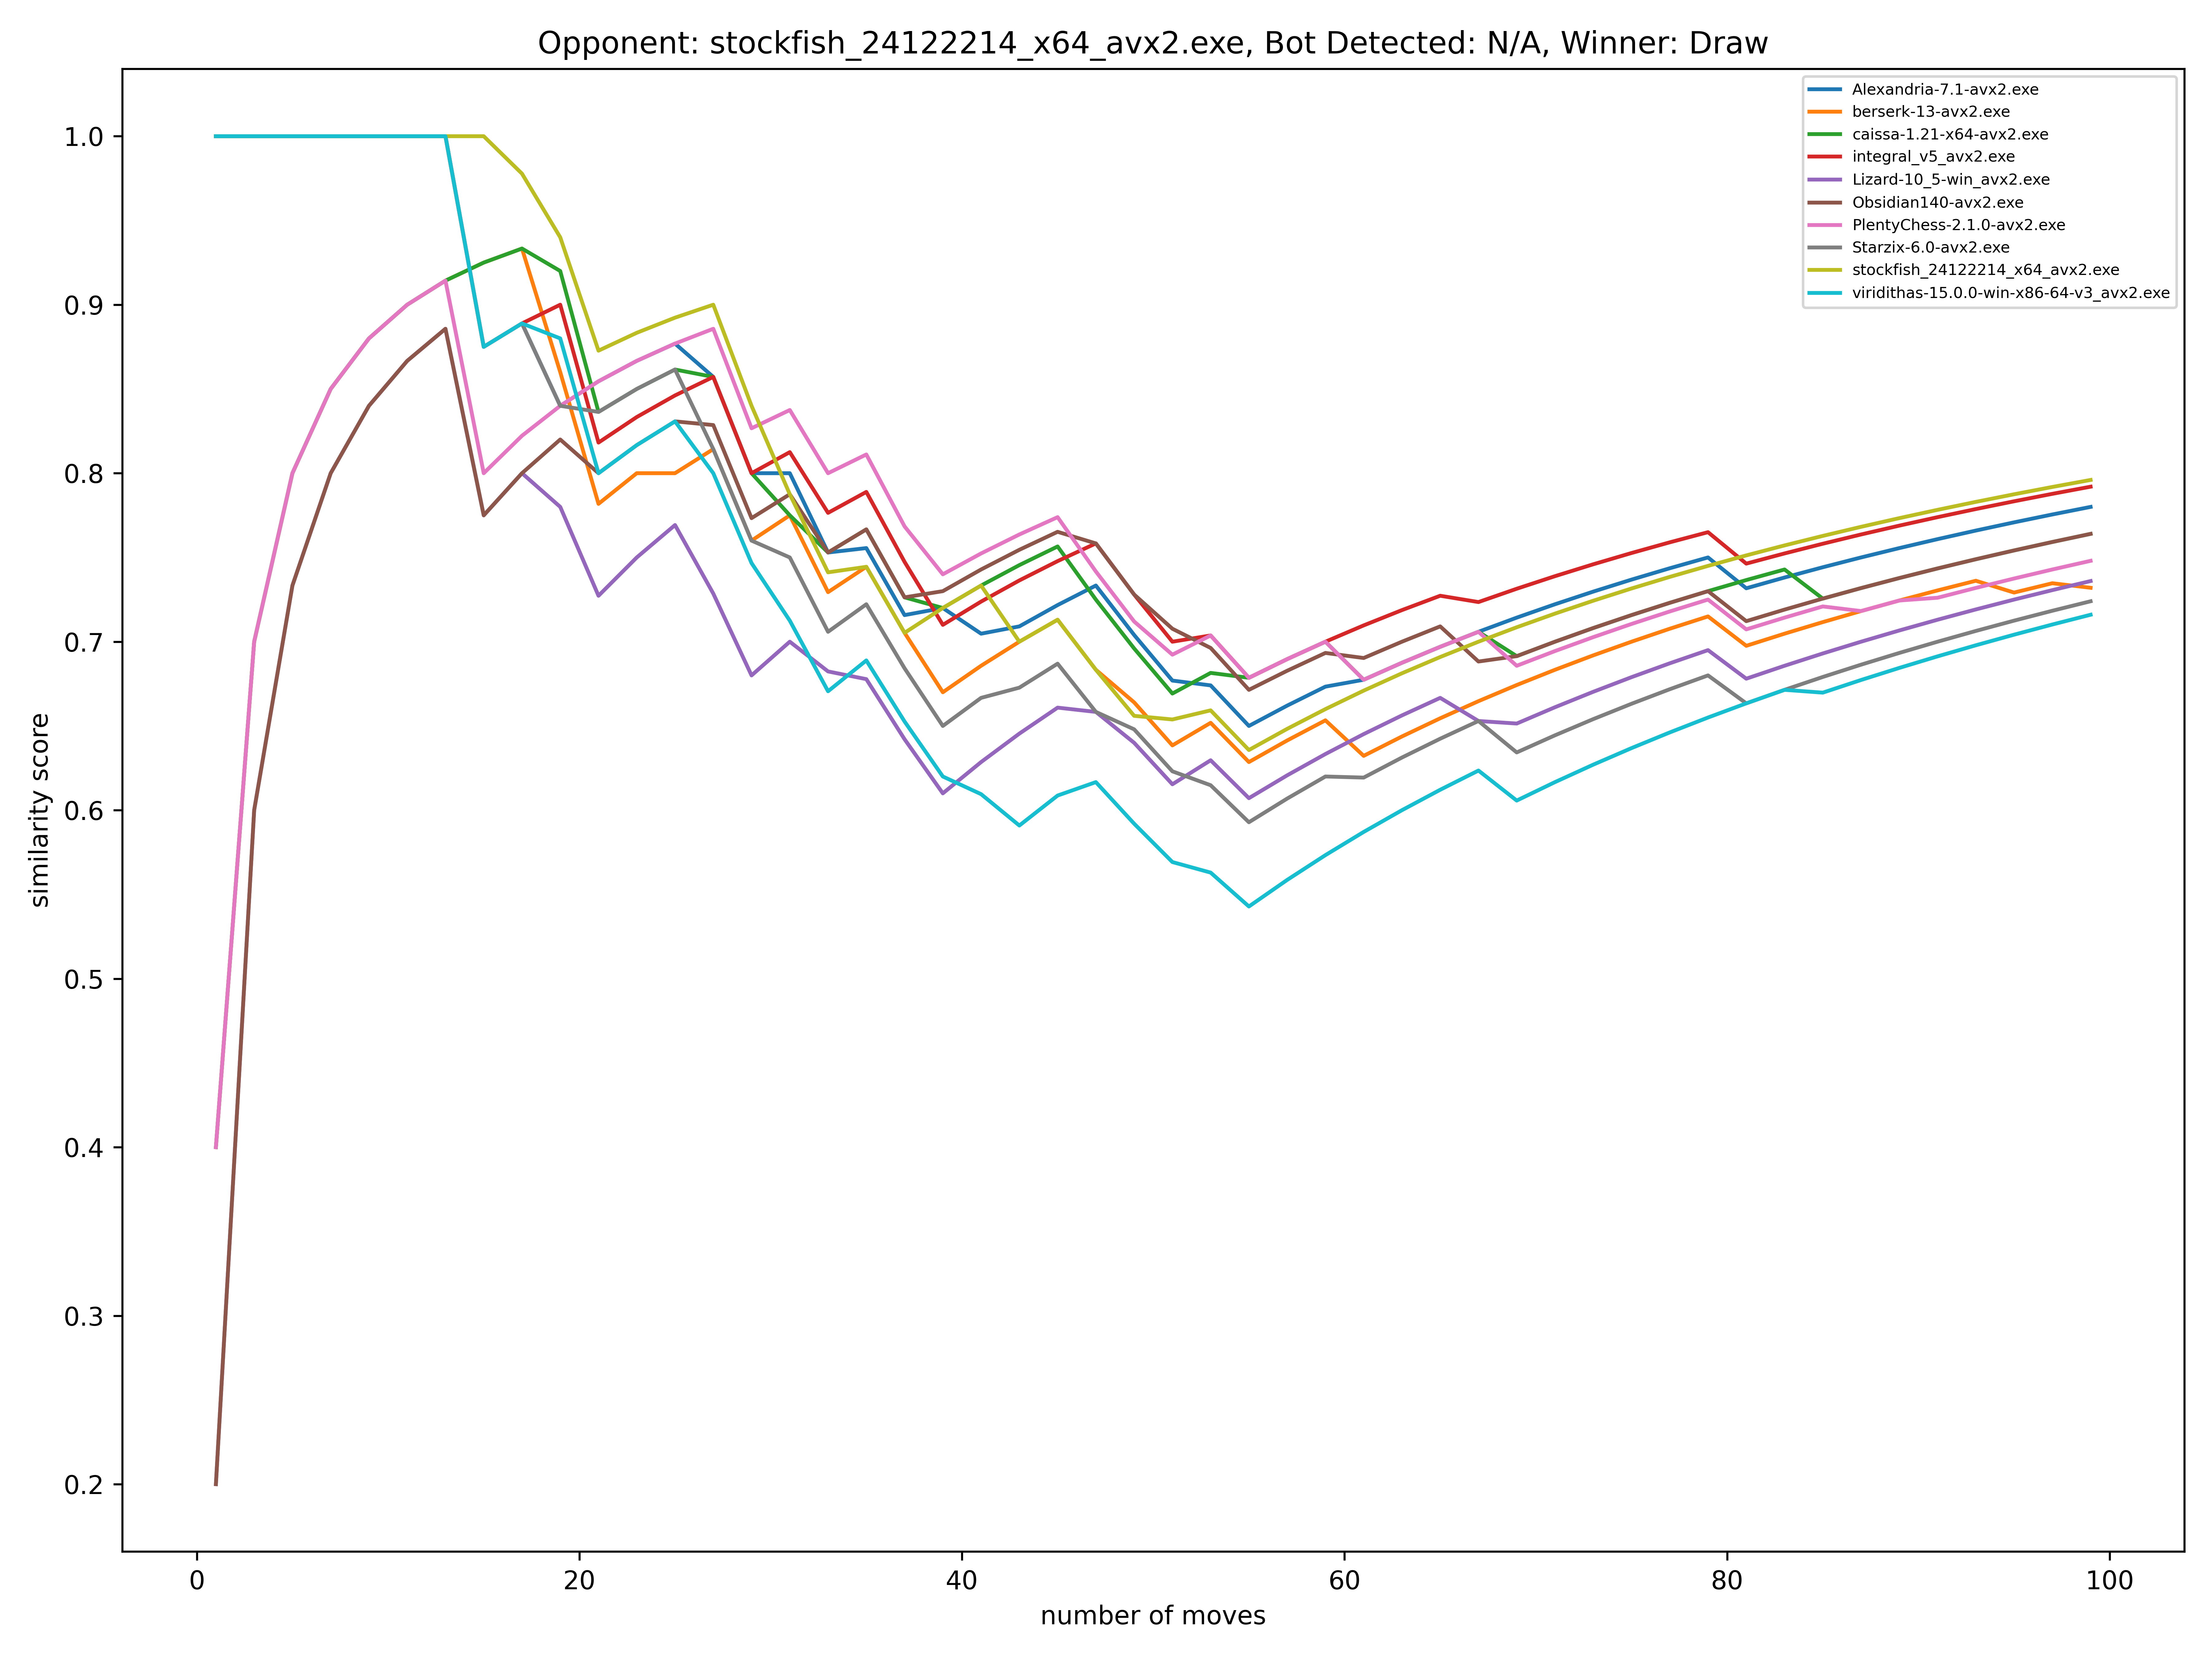 Opponent: stockfish_24122214_x64_avx2.exe, Bot Detected: N/A, Winner: Draw
Alexandria-7.1-avx2.exe
berserk-13-avx2.exe
caissa-1.21-x64-avx2.exe
integral_v5_avx2.exe
Lizard-10_5-win_avx2.exe
Obsidian140-avx2.exe
PlentyChess-2.1.0-avx2.exe
Starzix-6.0-avx2.exe
stockfish_24122214_x64_avx2.exe
viridithas-15.0.0-win-x86-64-v3_avx2.exe
1.0
0.9
0.8
0.7
0.6
0.5
0.4
0.3
0.2
similarity score
0 20 40 60 80 100
number of moves